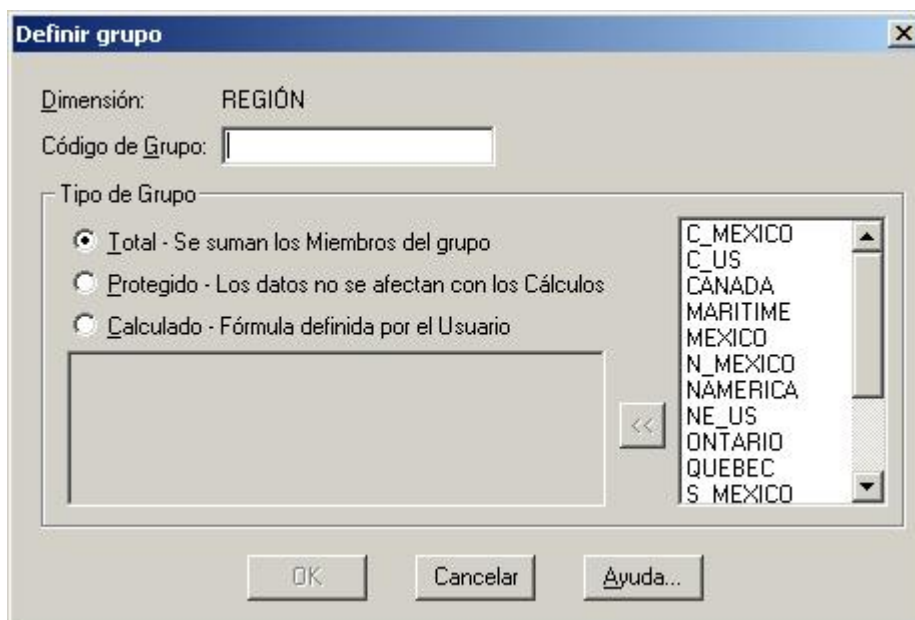 Definir grupo
Dimensión: REGIÓN
Código de Grupo:
Tipo de Grupo
Total - Se suman los Miembros del grupo
Protegido - Los datos no se afectan con los Cálculos
Calculado - Fórmula definida por el Usuario
<<
C_MEXICO
C_US
CANADA
MARITIME
MEXICO
N_MEXICO
NAMERICA
NE_US
ONTARIO
QUEBEC
S_MEXICO
OK Cancelar Ayuda...